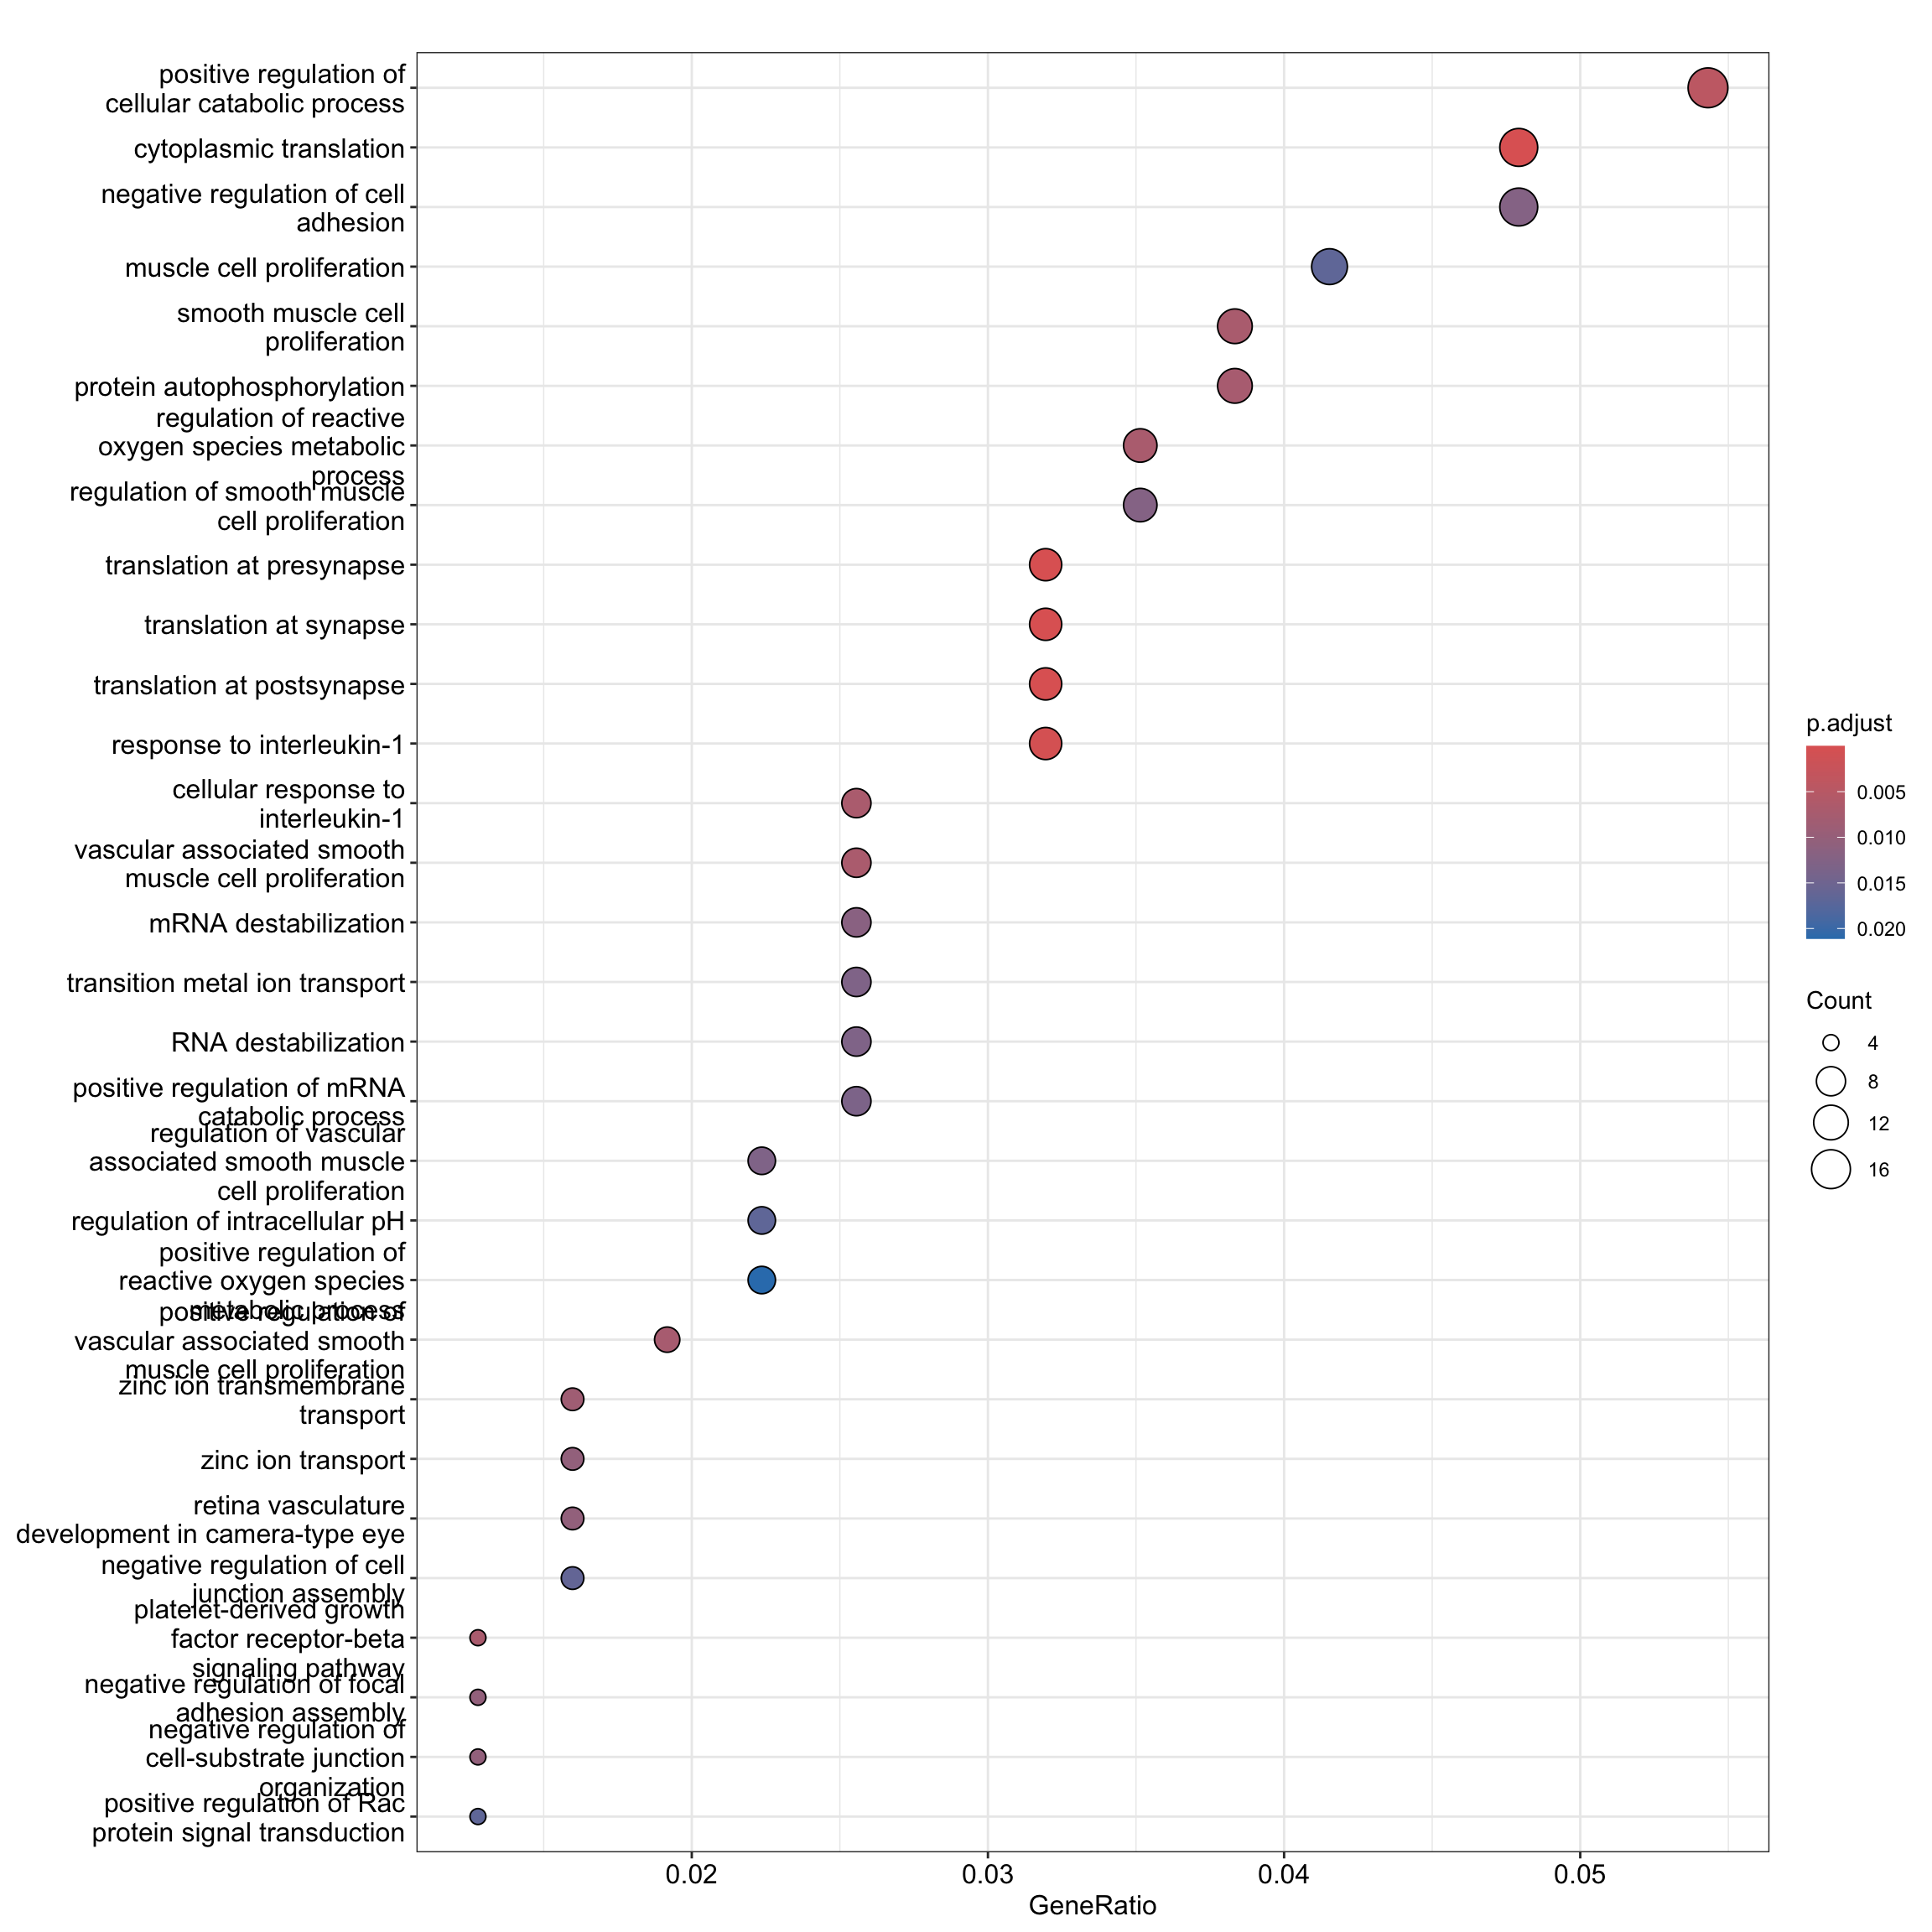 positive regulation of
cellular catabolic process
cytoplasmic translation
negative regulation of cell
adhesion
muscle cell proliferation
smooth muscle cell
proliferation
protein autophosphorylation
regulation of reactive
oxygen species metabolic
process
regulation of smooth muscle
cell proliferation
translation at presynapse
translation at synapse
translation at postsynapse
response to interleukin-1
cellular response to
interleukin-1
vascular associated smooth
muscle cell proliferation
mRNA destabilization
transition metal ion transport
RNA destabilization
positive regulation of mRNA
catabolic process
regulation of vascular
associated smooth muscle
cell proliferation
regulation of intracellular pH
positive regulation of
reactive oxygen species
metabolic process
positive regulation of
vascular associated smooth
muscle cell proliferation
zinc ion transmembrane
transport
zinc ion transport
retina vasculature
development in camera-type eye
negative regulation of cell
junction assembly
platelet-derived growth
factor receptor-beta
signaling pathway
negative regulation of focal
adhesion assembly
negative regulation of
cell-substrate junction
organization
positive regulation of Rac
protein signal transduction
0.02
0.03
0.04
0.05
GeneRatio
p.adjust
0.005
0.010
0.015
0.020
Count
4
8
12
16